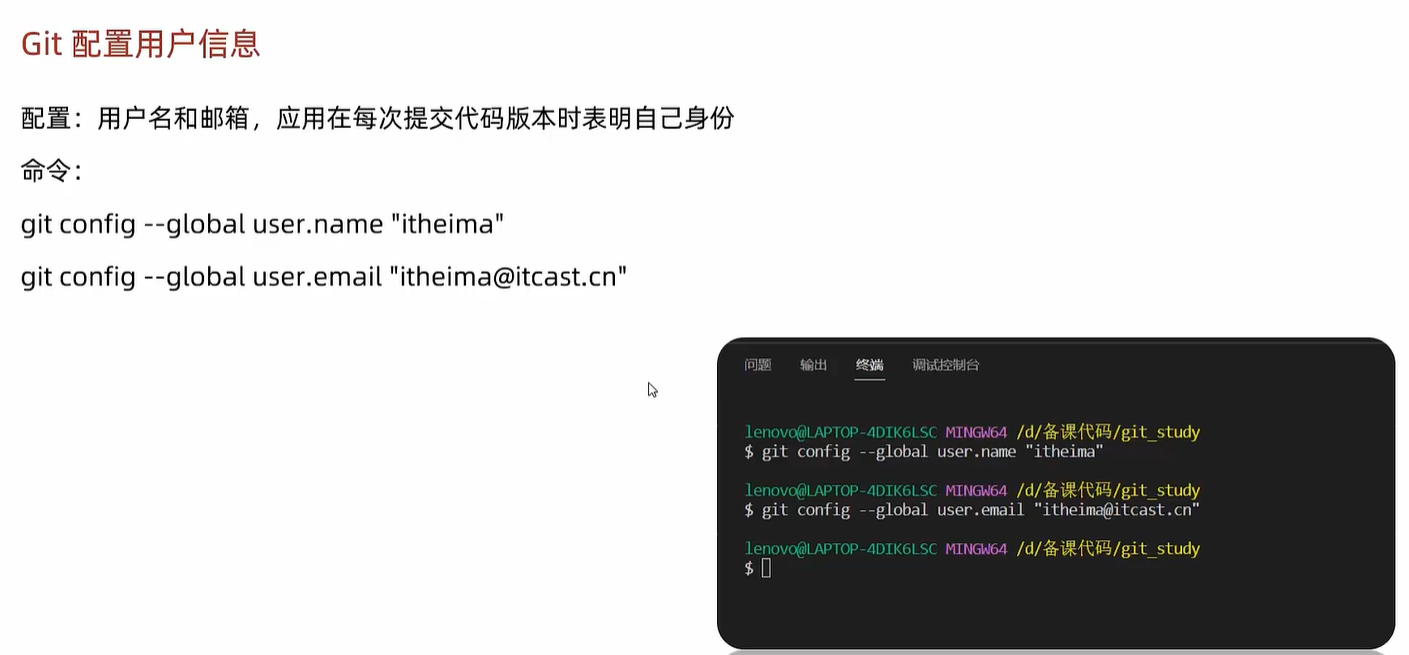 Git 配置用户信息
配置：用户名和邮箱，应用在每次提交代码版本时表明自己身份
命令：
git config --global user.name "itheima"
git config --global user.email "itheima@itcast.cn"
问题 输出 终端 调试控制台
lenovo@LAPTOP-4DIK6LSC MINGW64 /d/备课代码/git_study
$ git config --global user.name "itheima"
lenovo@LAPTOP-4DIK6LSC MINGW64 /d/备课代码/git_study
$ git config --global user.email "itheima@itcast.cn"
lenovo@LAPTOP-4DIK6LSC MINGW64 /d/备课代码/git_study
$